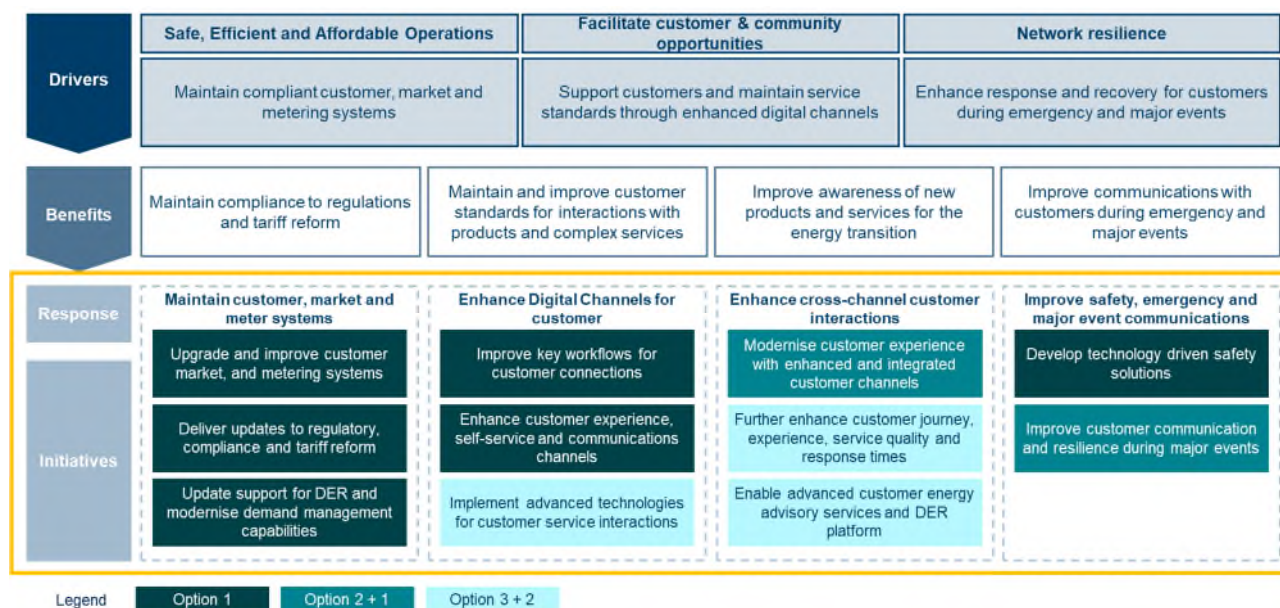 Drivers
Safe, Efficient and Affordable Operations
Facilitate customer & community
opportunities
Network resilience
Maintain compliant customer, market and
metering systems
Support customers and maintain service
standards through enhanced digital channels
Enhance response and recovery for customers
during emergency and major events
Benefits
Maintain compliance to regulations
and tariff reform
Maintain and improve customer
standards for interactions with
products and complex services
Improve awareness of new
products and services for the
energy transition
Improve communications with
customers during emergency and
major events
Response
Maintain customer, market and
meter systems
Enhance Digital Channels for
customer
Enhance cross-channel customer
interactions
Improve safety, emergency and
major event communications
Initiatives
Upgrade and improve customer
market, and metering systems
Deliver updates to regulatory,
compliance and tariff reform
Update support for DER and
modernise demand management
capabilities
Improve key workflows for
customer connections
Enhance customer experience,
self-service and communications
channels
Implement advanced technologies
for customer service interactions
Modernise customer experience
with enhanced and integrated
customer channels
Further enhance customer journey,
experience, service quality and
response times
Enable advanced customer energy
advisory services and DER
platform
Develop technology driven safety
solutions
Improve customer communication
and resilience during major events
Legend
Option 1
Option 2 + 1
Option 3 + 2